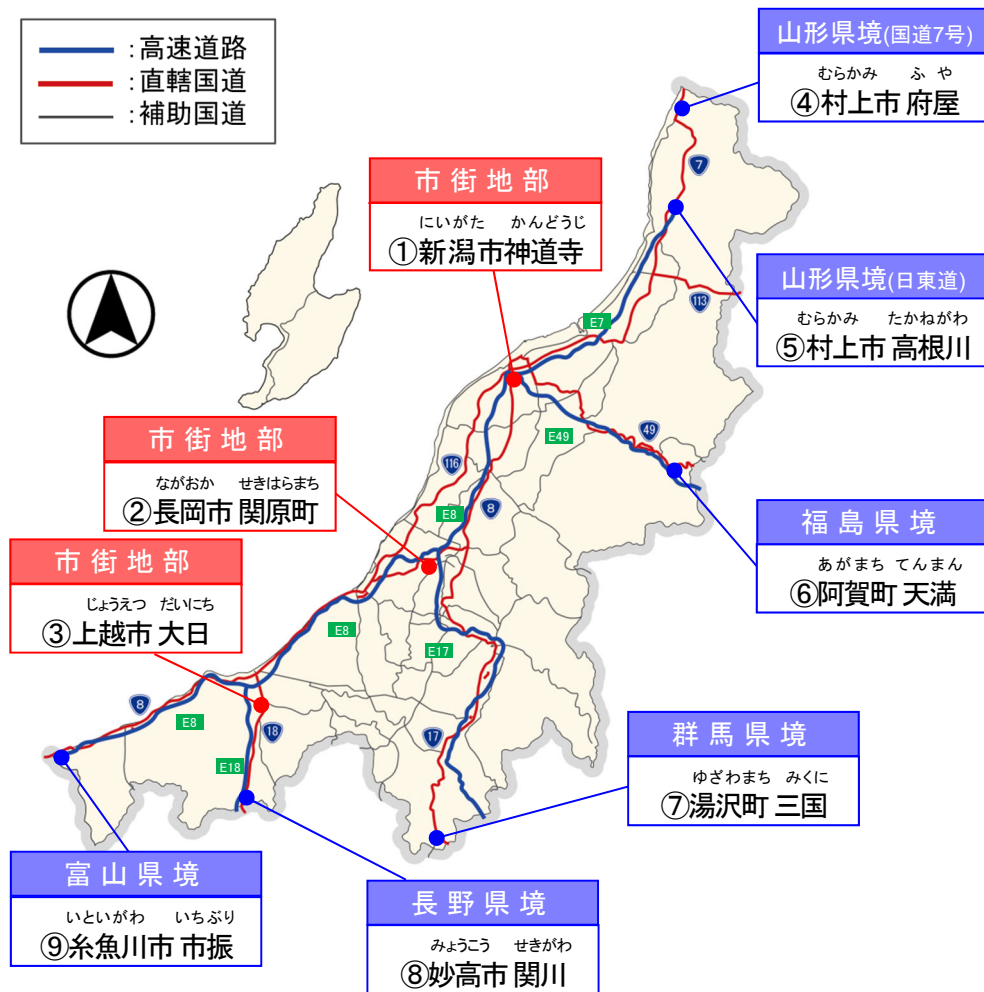 :高速道路
:直轄国道
:補助国道
山形県境(国道7号)
むらかみ ふや
④村上市 府屋
7
市街地部
にいがた かんどうじ
①新潟市神道寺
山形県境(日東道)
むらかみ たかねがわ
⑤村上市 高根川
113
E7
市街地部
ながおか せきはらまち
②長岡市 関原町
49
E49
116
8
E8
福島県境
あがまち てんまん
⑥阿賀町 天満
市街地部
じょうえつ だいにち
③上越市 大日
E8
E17
8
E8
18
17
E18
群馬県境
ゆざわまち みくに
⑦湯沢町 三国
富山県境
いといがわ いちぶり
⑨糸魚川市 市振
長野県境
みょうこう せきがわ
⑧妙高市 関川